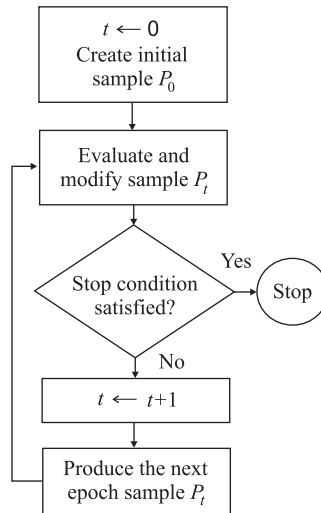 t ← 0
Create initial
sample P₀
Evaluate and
modify sample Pₜ
Stop condition
satisfied?
Yes
Stop
No
t ← t+1
Produce the next
epoch sample Pₜ